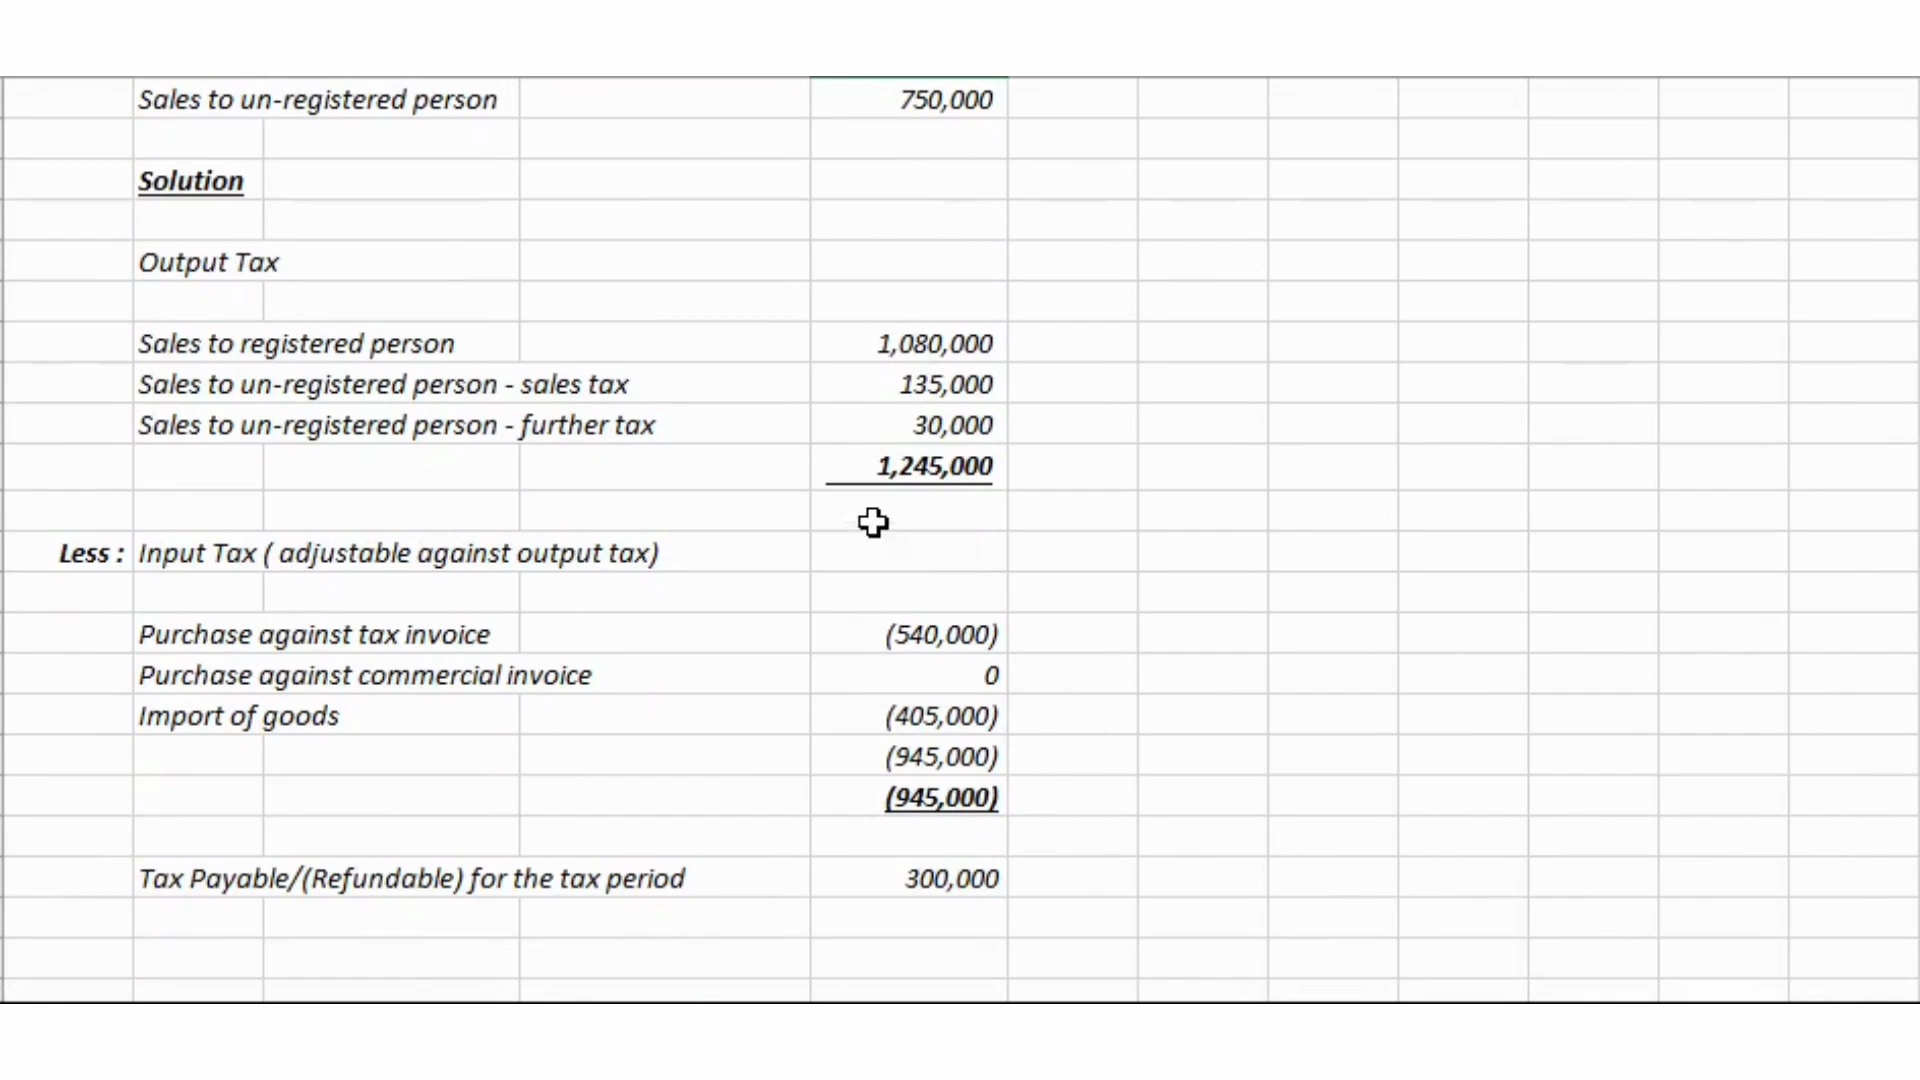 Sales to un-registered person 750,000
Solution
Output Tax
Sales to registered person 1,080,000
Sales to un-registered person - sales tax 135,000
Sales to un-registered person - further tax 30,000
1,245,000
Less : Input Tax ( adjustable against output tax)
Purchase against tax invoice (540,000)
Purchase against commercial invoice 0
Import of goods (405,000)
(945,000)
(945,000)
Tax Payable/(Refundable) for the tax period 300,000